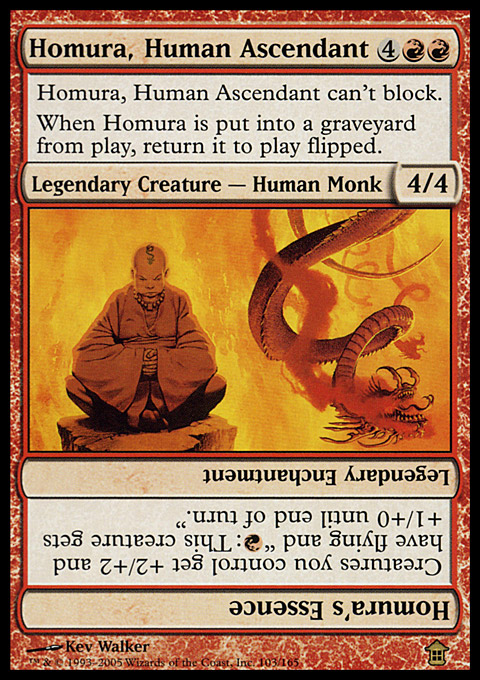 Homura, Human Ascendant 4
Homura, Human Ascendant can't block.
When Homura is put into a graveyard
from play, return it to play flipped.
Legendary Creature — Human Monk 4/4
Homura's Essence
Creatures you control get +2/+2 and
have flying and “: This creature gets
+1/+0 until end of turn.”
Legendary Enchantment
Kev Walker
™ & © 1993–2005 Wizards of the Coast, Inc. 103/165